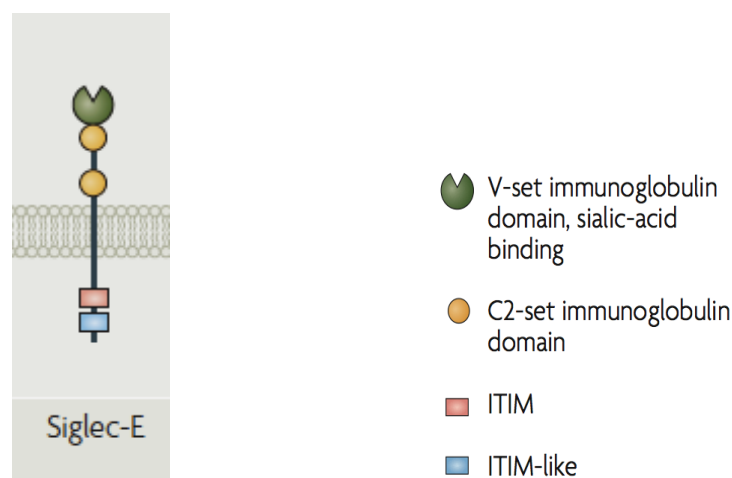 Siglec-E
V-set immunoglobulin
domain, sialic-acid
binding
C2-set immunoglobulin
domain
ITIM
ITIM-like